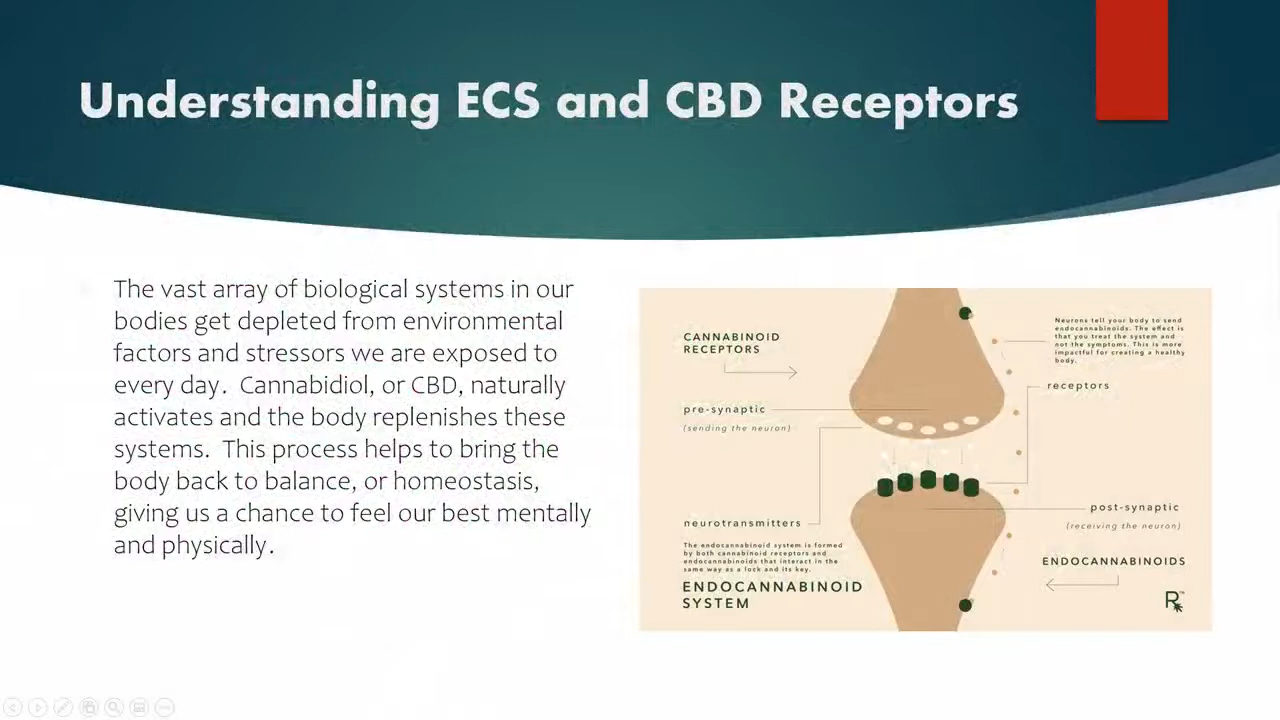 Understanding ECS and CBD Receptors
The vast array of biological systems in our
bodies get depleted from environmental
factors and stressors we are exposed to
every day.  Cannabidiol, or CBD, naturally
activates and the body replenishes these
systems.  This process helps to bring the
body back to balance, or homeostasis,
giving us a chance to feel our best mentally
and physically.
CANNABINOID
RECEPTORS
pre-synaptic
(sending the neuron)
neurotransmitters
The endocannabinoid system is formed
by both cannabinoid receptors and
endocannabinoids that interact in the
same way as a lock and its key.
ENDOCANNABINOID
SYSTEM
Neurons tell your body to send
endocannabinoids. The effect is
that you treat the system and
not the symptoms. This is more
impactful for creating a healthy
body.
receptors
post-synaptic
(receiving the neuron)
ENDOCANNABINOIDS
R